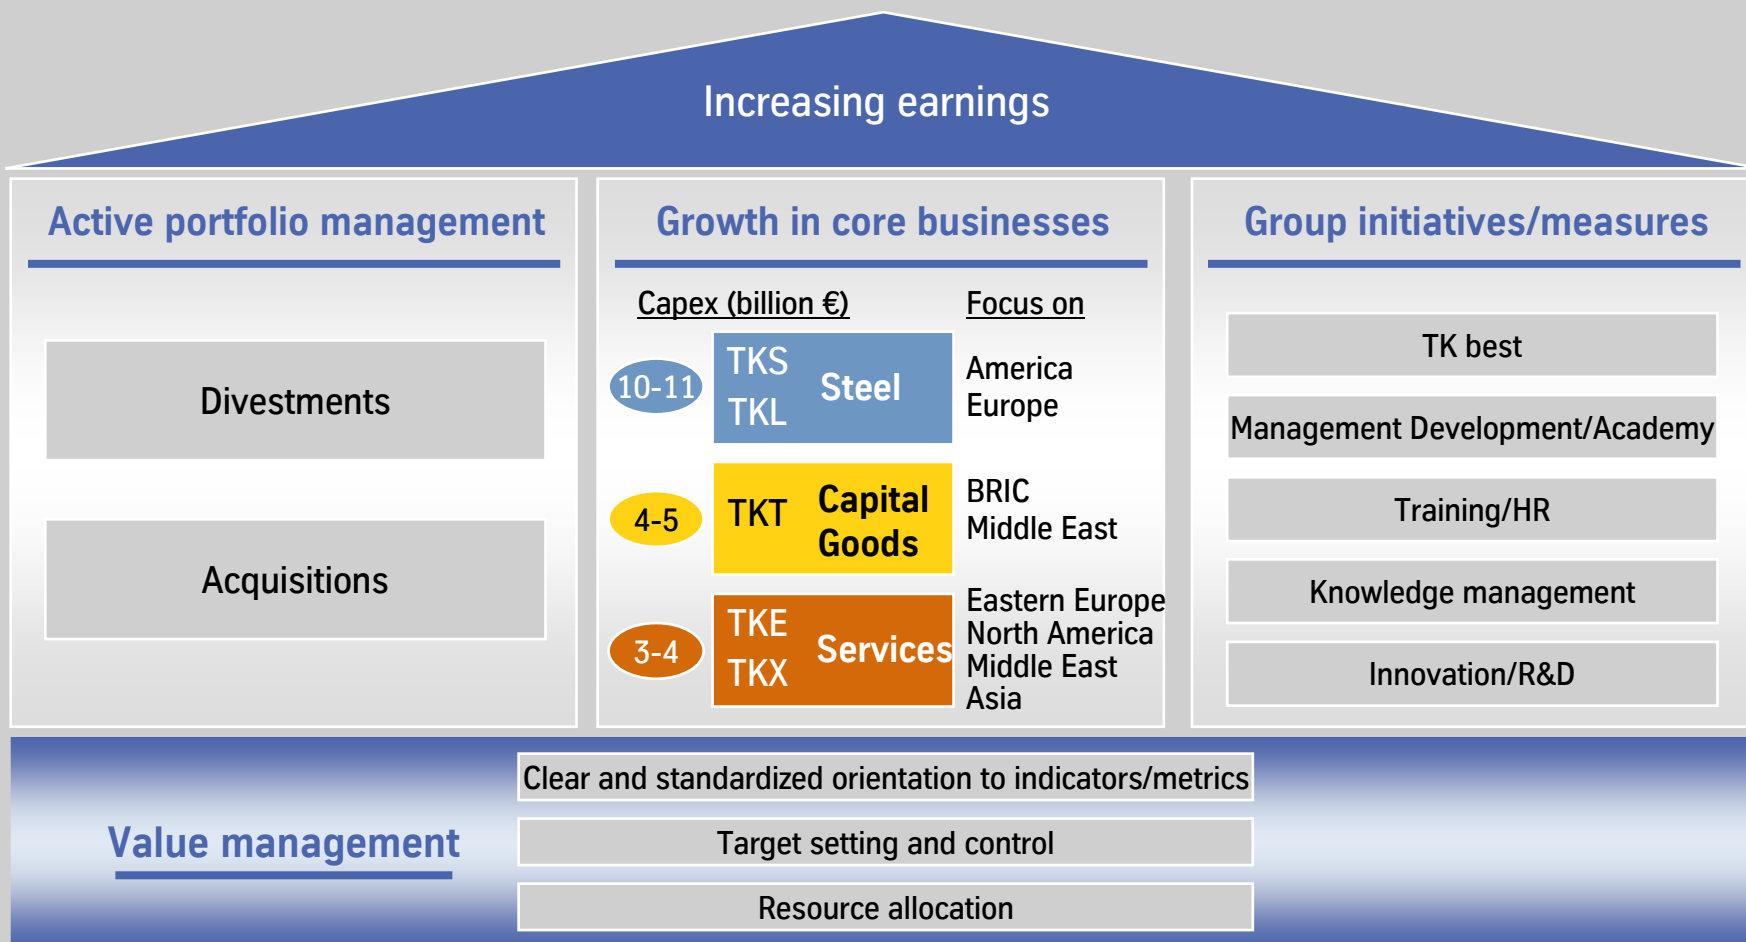 Increasing earnings
Active portfolio management
Divestments
Acquisitions
Growth in core businesses
Capex (billion €)
Focus on
10-11
TKS
TKL
Steel
America
Europe
4-5
TKT
Capital
Goods
BRIC
Middle East
3-4
TKE
TKX
Services
Eastern Europe
North America
Middle East
Asia
Group initiatives/measures
TK best
Management Development/Academy
Training/HR
Knowledge management
Innovation/R&D
Value management
Clear and standardized orientation to indicators/metrics
Target setting and control
Resource allocation